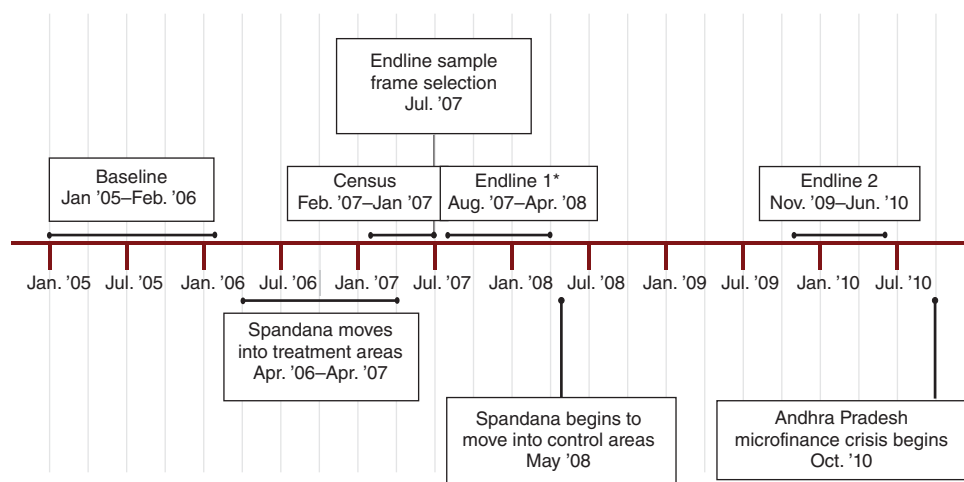 Endline sample
frame selection
Jul. ’07
Baseline
Jan ’05–Feb. ’06
Census
Feb. ’07–Jan ’07
Endline 1*
Aug. ’07–Apr. ’08
Endline 2
Nov. ’09–Jun. ’10
Jan. ’05 Jul. ’05 Jan. ’06 Jul. ’06 Jan. ’07 Jul. ’07 Jan. ’08 Jul. ’08 Jan. ’09 Jul. ’09 Jan. ’10 Jul. ’10
Spandana moves
into treatment areas
Apr. ’06–Apr. ’07
Spandana begins to
move into control areas
May ’08
Andhra Pradesh
microfinance crisis begins
Oct. ’10